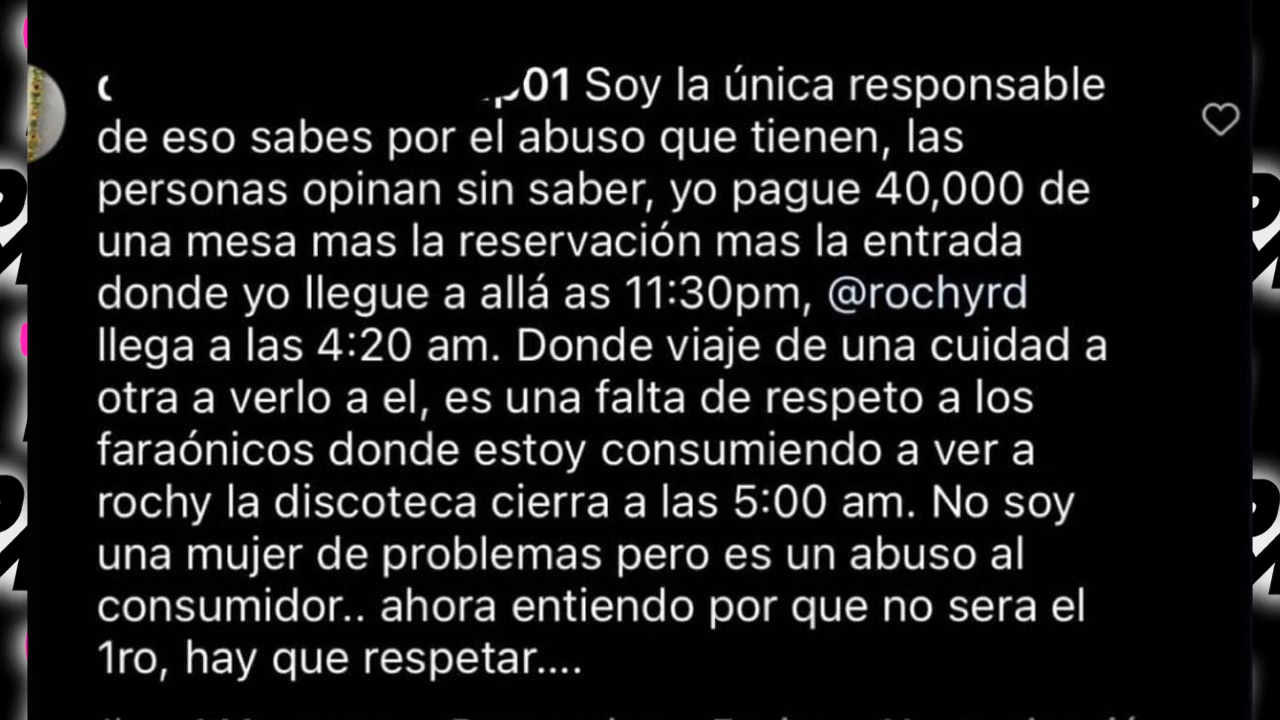 01 Soy la única responsable
de eso sabes por el abuso que tienen, las
personas opinan sin saber, yo pague 40,000 de
una mesa mas la reservación mas la entrada
donde yo llegue a allá as 11:30pm, @rochyrd
llega a las 4:20 am. Donde viaje de una cuidad a
otra a verlo a el, es una falta de respeto a los
faraónicos donde estoy consumiendo a ver a
rochy la discoteca cierra a las 5:00 am. No soy
una mujer de problemas pero es un abuso al
consumidor.. ahora entiendo por que no sera el
1ro, hay que respetar....